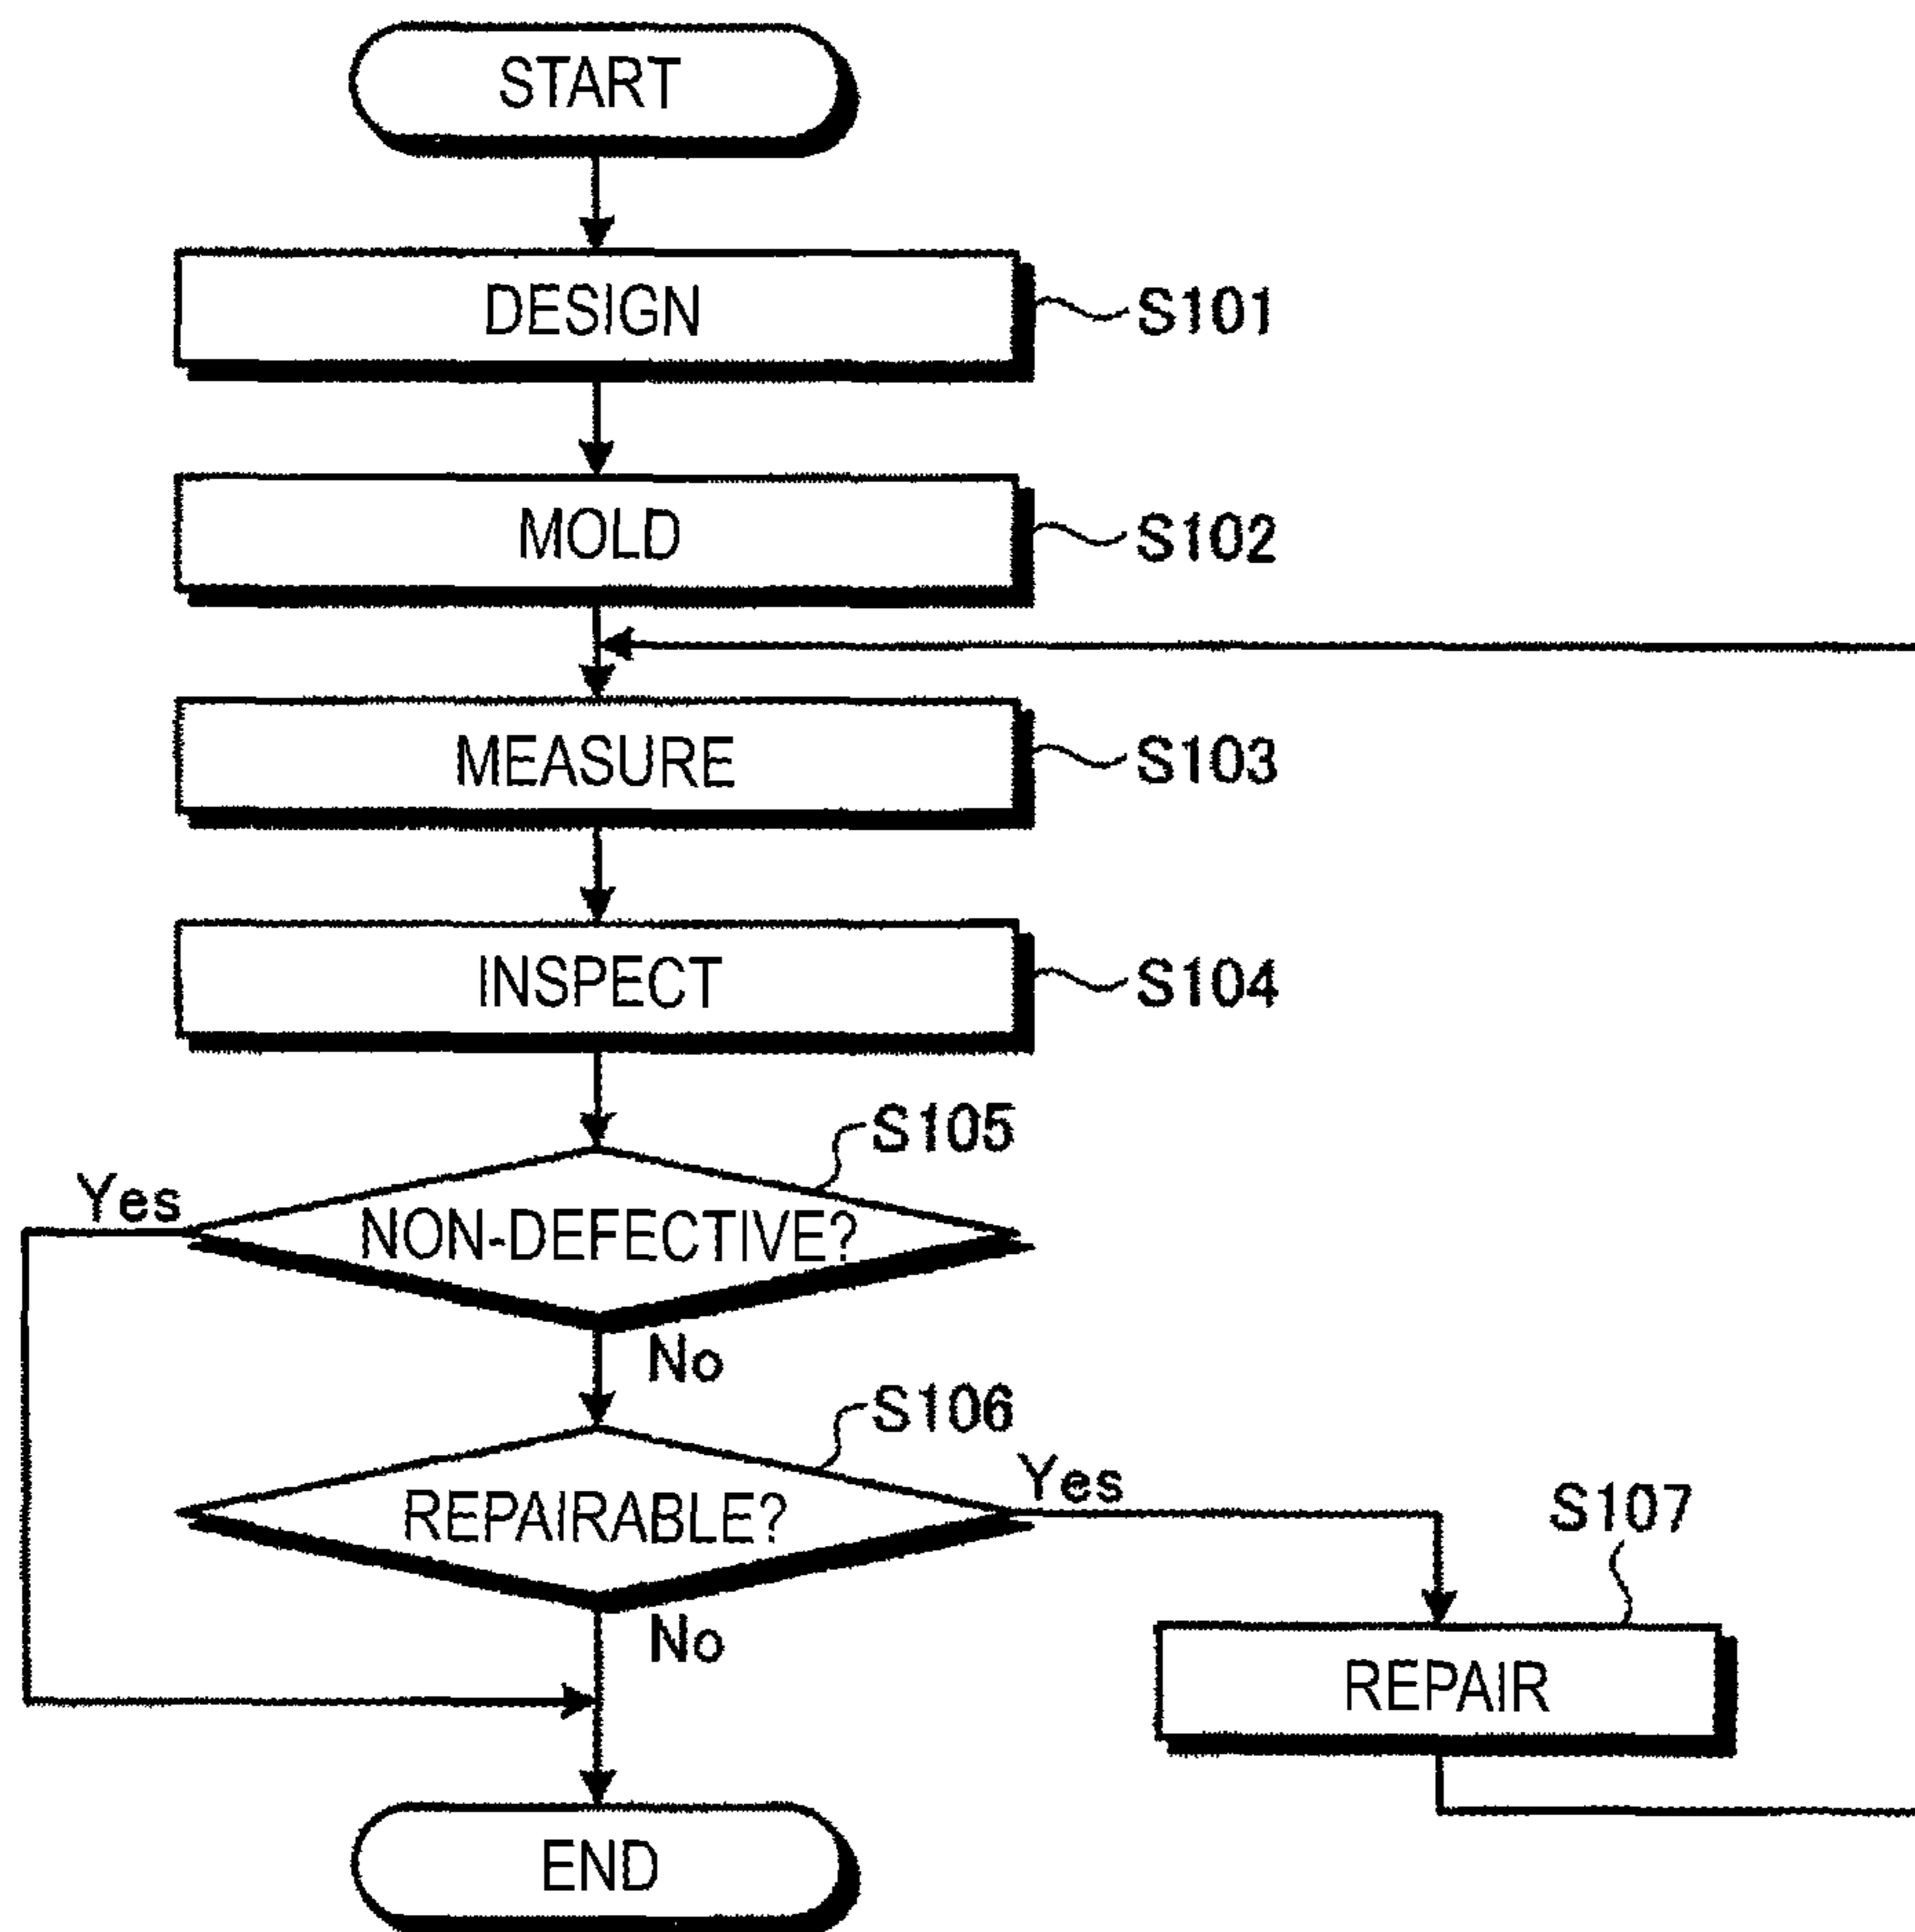 START
DESIGN
S101
MOLD
S102
MEASURE
S103
INSPECT
S104
S105
Yes
NON-DEFECTIVE?
No
S106
Yes
REPAIRABLE?
S107
No
REPAIR
END